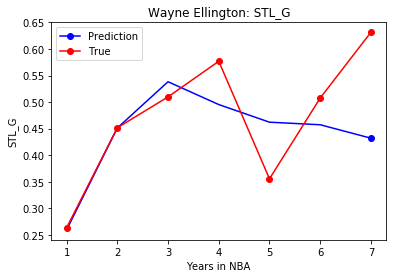 Wayne Ellington: STL_G
Prediction
True
0.65
0.60
0.55
0.50
0.45
0.40
0.35
0.30
0.25
STL_G
1 2 3 4 5 6 7
Years in NBA